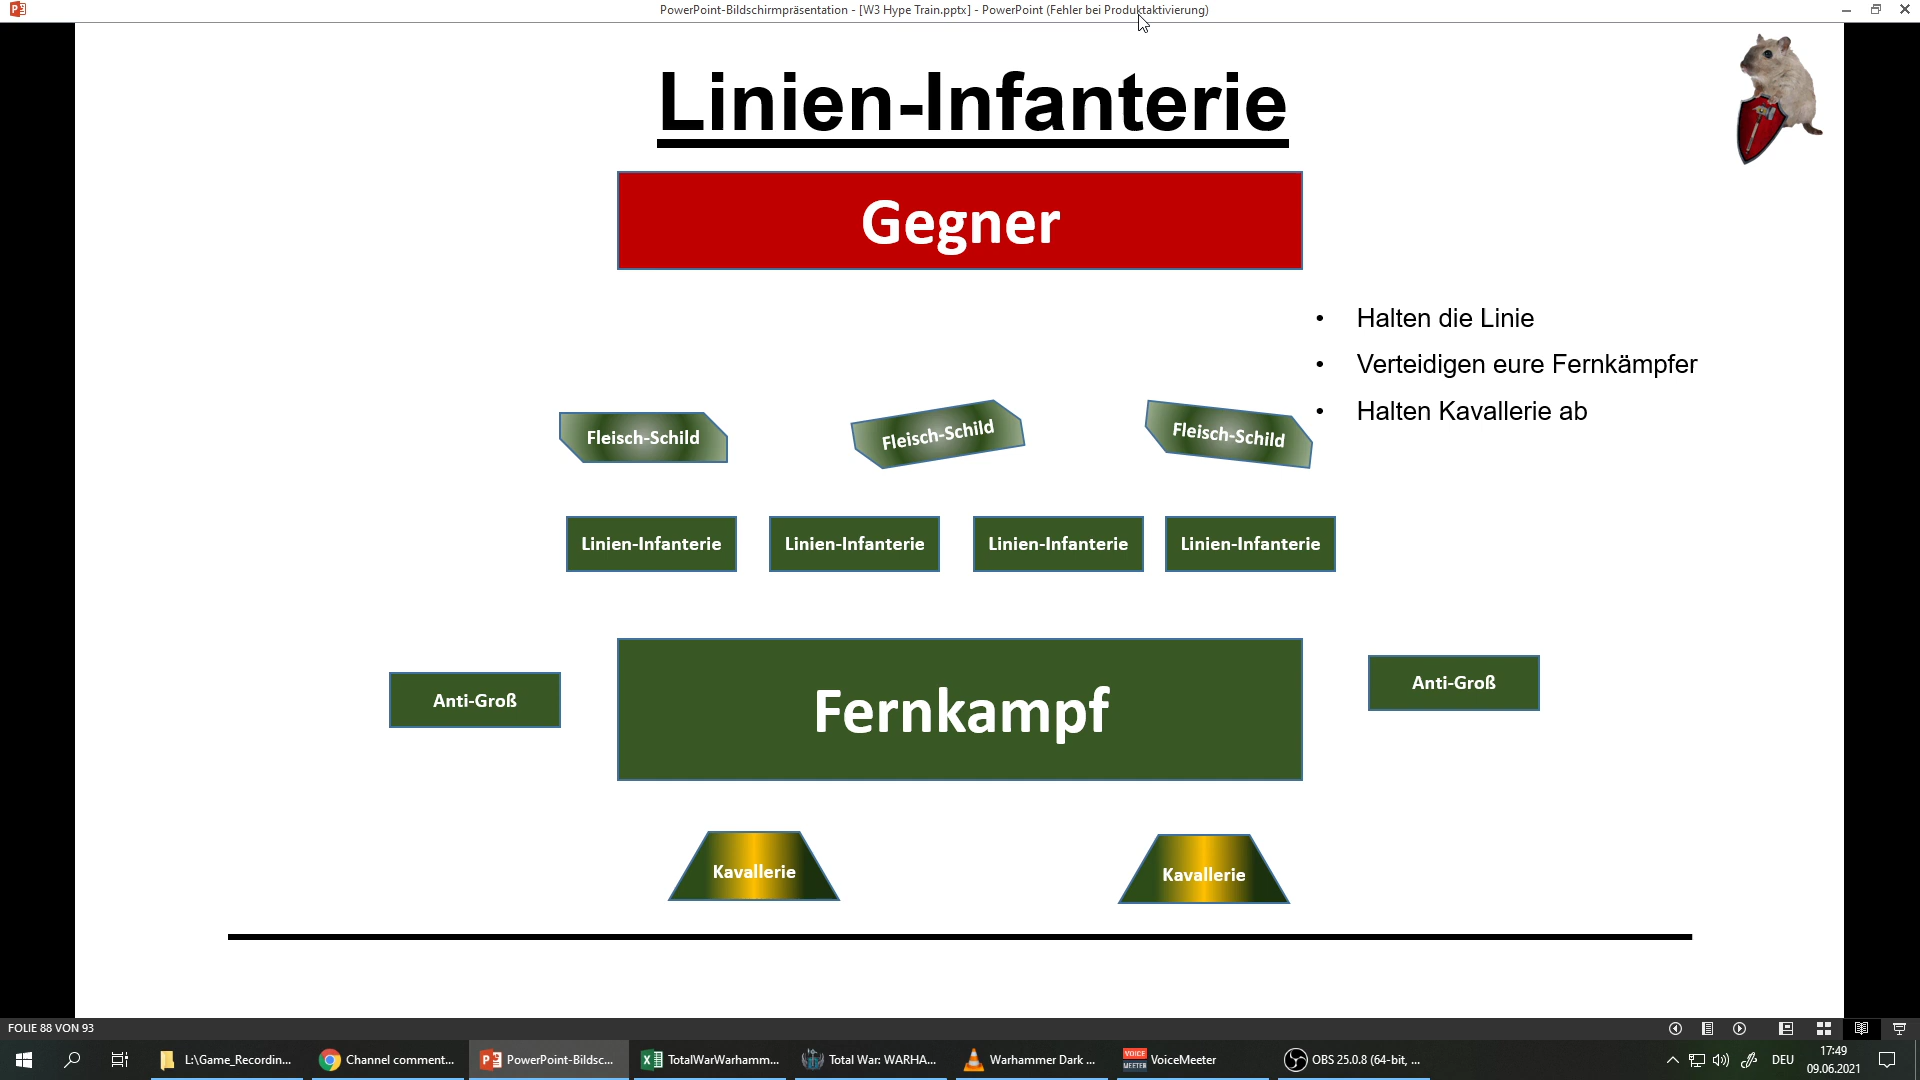 PowerPoint-Bildschirmpräsentation - [W3 Hype Train.pptx] - PowerPoint (Fehler bei Produktaktivierung)
Linien-Infanterie
Gegner
• Halten die Linie
• Verteidigen eure Fernkämpfer
• Halten Kavallerie ab
Fleisch-Schild Fleisch-Schild Fleisch-Schild
Linien-Infanterie Linien-Infanterie Linien-Infanterie Linien-Infanterie
Anti-Groß Fernkampf Anti-Groß
Kavallerie Kavallerie
FOLIE 88 VON 93
L:\Game_Recordin... Channel comment... PowerPoint-Bildsc... TotalWarWarhamm... Total War: WARHA... Warhammer Dark ... VOICE MEETER VoiceMeeter OBS 25.0.8 (64-bit, ... DEU 17:49
09.06.2021